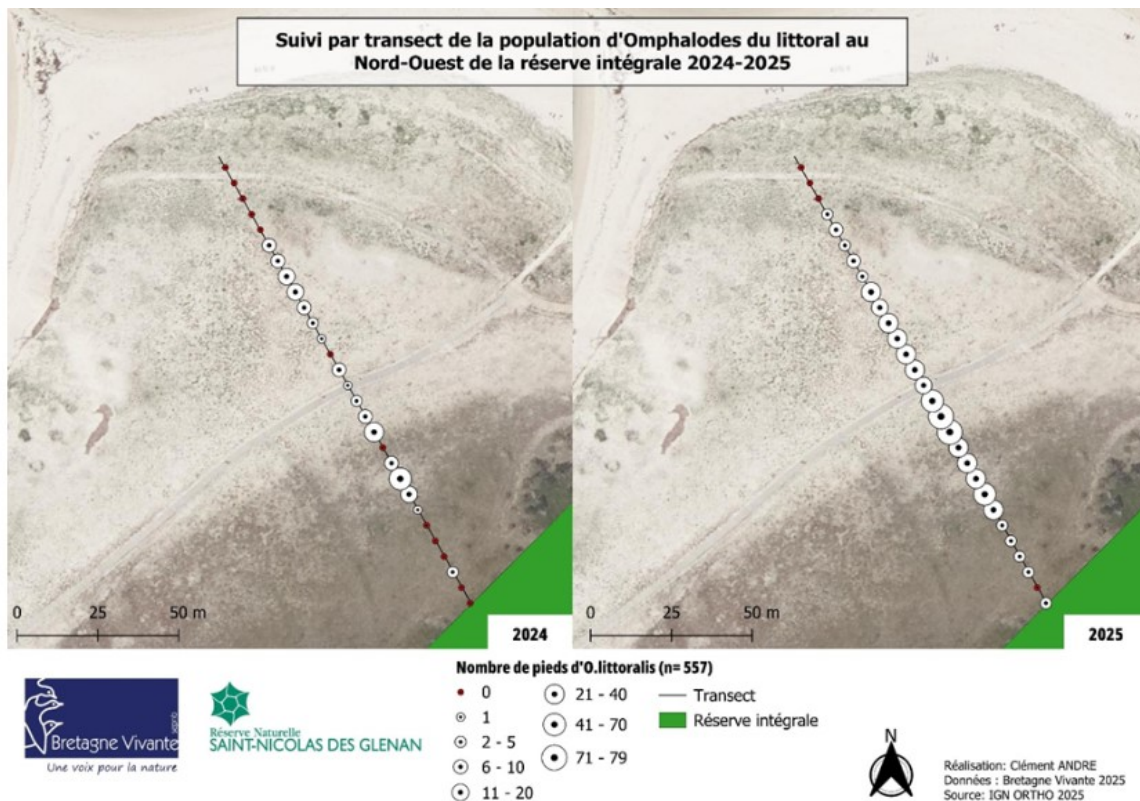 Suivi par transect de la population d'Omphalodes du littoral au
Nord-Ouest de la réserve intégrale 2024-2025
0 25 50 m
2024
0 25 50 m
2025
Nombre de pieds d'O.littoralis (n= 557)
0
1
2 - 5
6 - 10
11 - 20
21 - 40
41 - 70
71 - 79
Transect
Réserve intégrale
Bretagne Vivante
Une voix pour la nature
Réserve Naturelle
SAINT-NICOLAS DES GLENAN
N
Réalisation: Clément ANDRE
Données : Bretagne Vivante 2025
Source: IGN ORTHO 2025